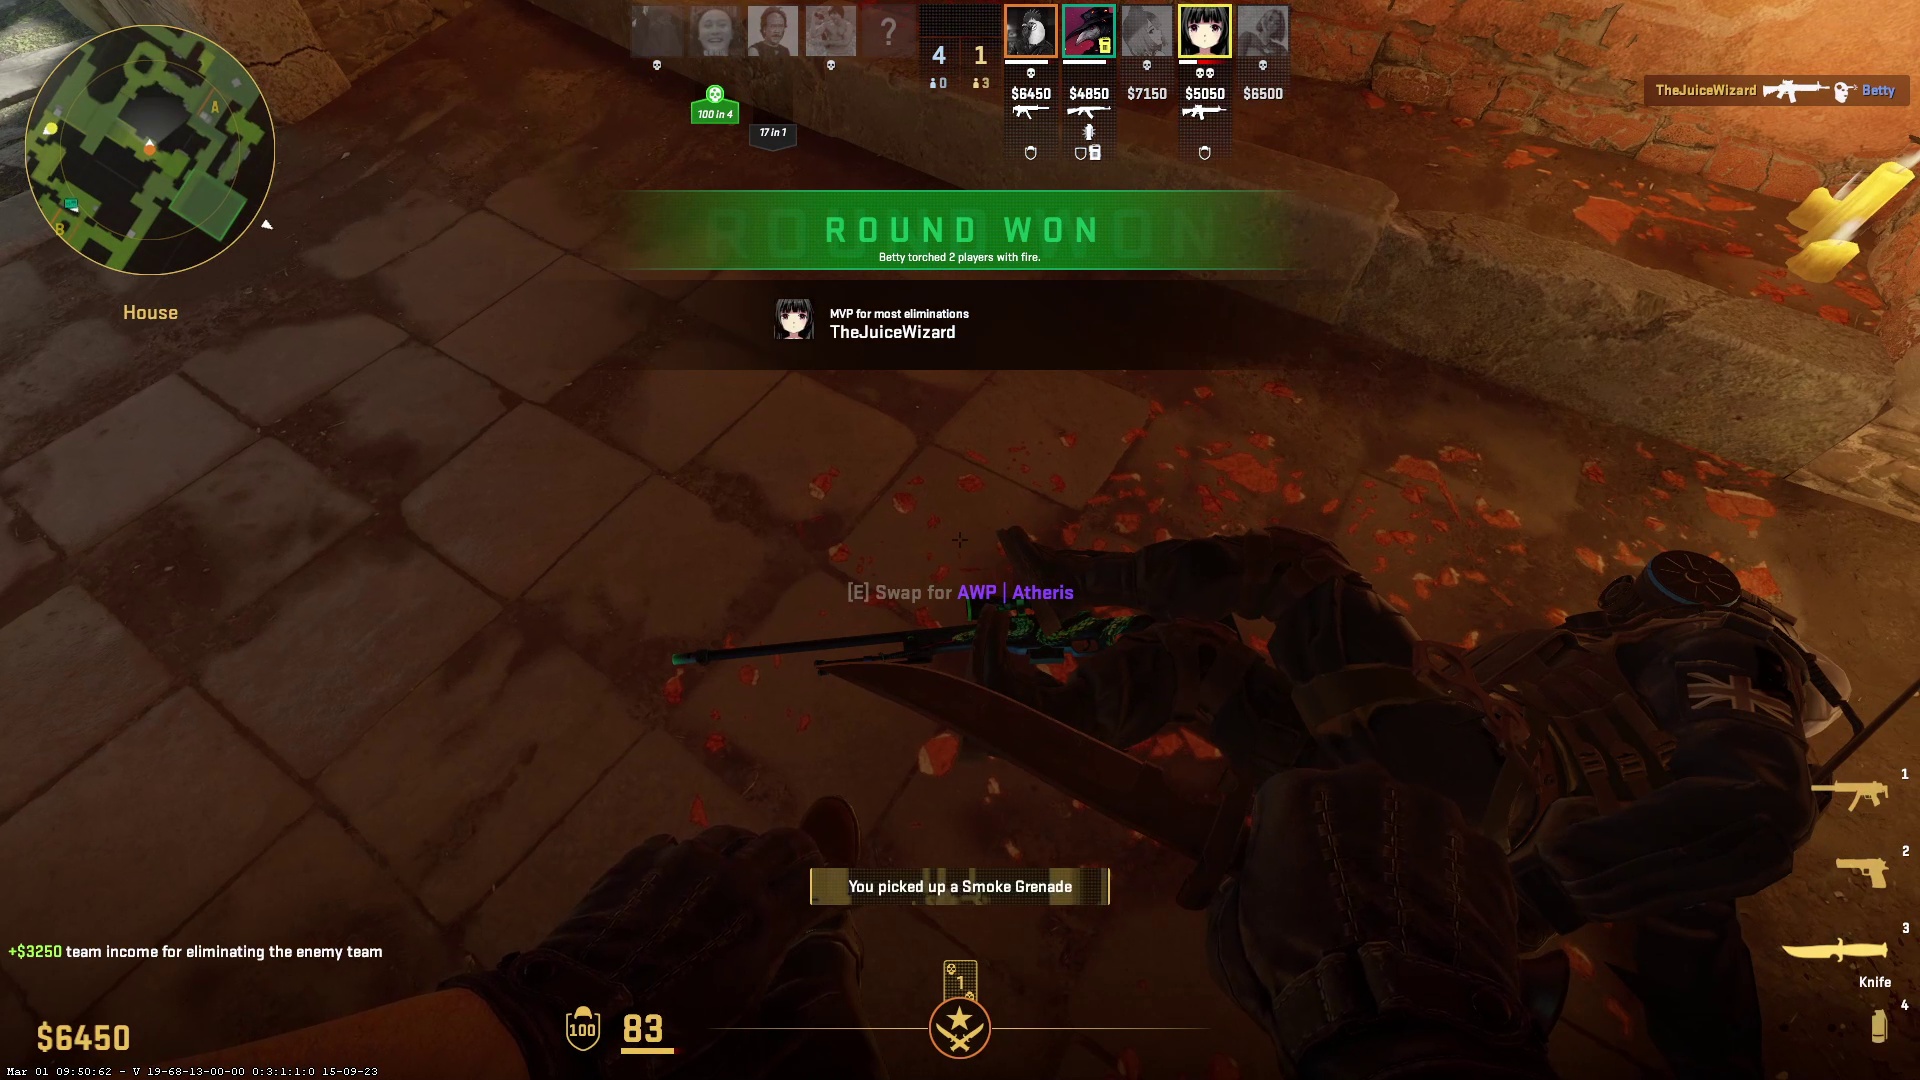 4
1
0
3
?
100 in 4
17 in 1
$6450
$4850
$7150
$5050
$6500
TheJuiceWizard Betty
A
B
House
ROUND WON
Betty torched 2 players with fire.
MVP for most eliminations
TheJuiceWizard
[E] Swap for AWP | Atheris
You picked up a Smoke Grenade
1
2
3
Knife
4
+$3250 team income for eliminating the enemy team
1
$6450
100
83
Mar 01 09:50:62 - V 19-68-13-00-00 0:3:1:1:0 15-09-23